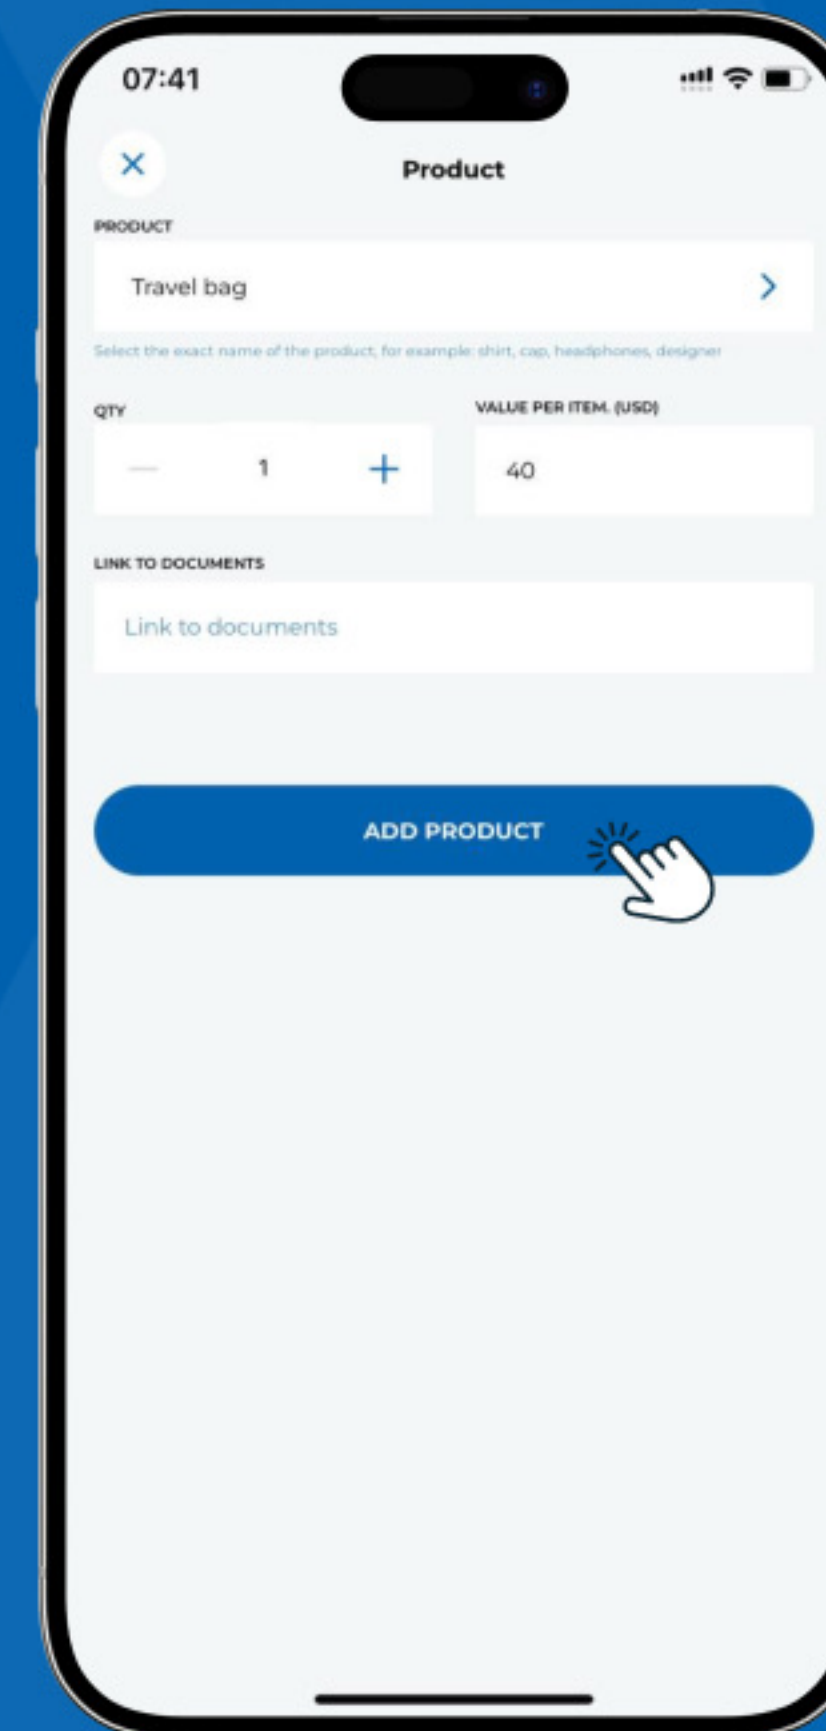 07:41
Product
PRODUCT
Travel bag
Select the exact name of the product, for example: shirt, cap, headphones, designer
QTY
VALUE PER ITEM. (USD)
1
40
LINK TO DOCUMENTS
Link to documents
ADD PRODUCT